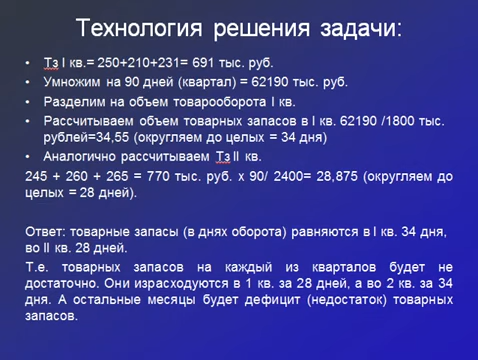 Технология решения задачи:
• Тз I кв.= 250+210+231= 691 тыс. руб.
• Умножим на 90 дней (квартал) = 62190 тыс. руб.
• Разделим на объем товарооборота I кв.
• Рассчитываем объем товарных запасов в I кв. 62190 /1800 тыс.
рублей=34,55 (округляем до целых = 34 дня)
• Аналогично рассчитываем Тз II кв.
245 + 260 + 265 = 770 тыс. руб. х 90/ 2400= 28,875 (округляем до
целых = 28 дней).
Ответ: товарные запасы (в днях оборота) равняются в I кв. 34 дня,
во II кв. 28 дней.
Т.е. товарных запасов на каждый из кварталов будет не
достаточно. Они израсходуются в 1 кв. за 28 дней, а во 2 кв. за 34
дня. А остальные месяцы будет дефицит (недостаток) товарных
запасов.